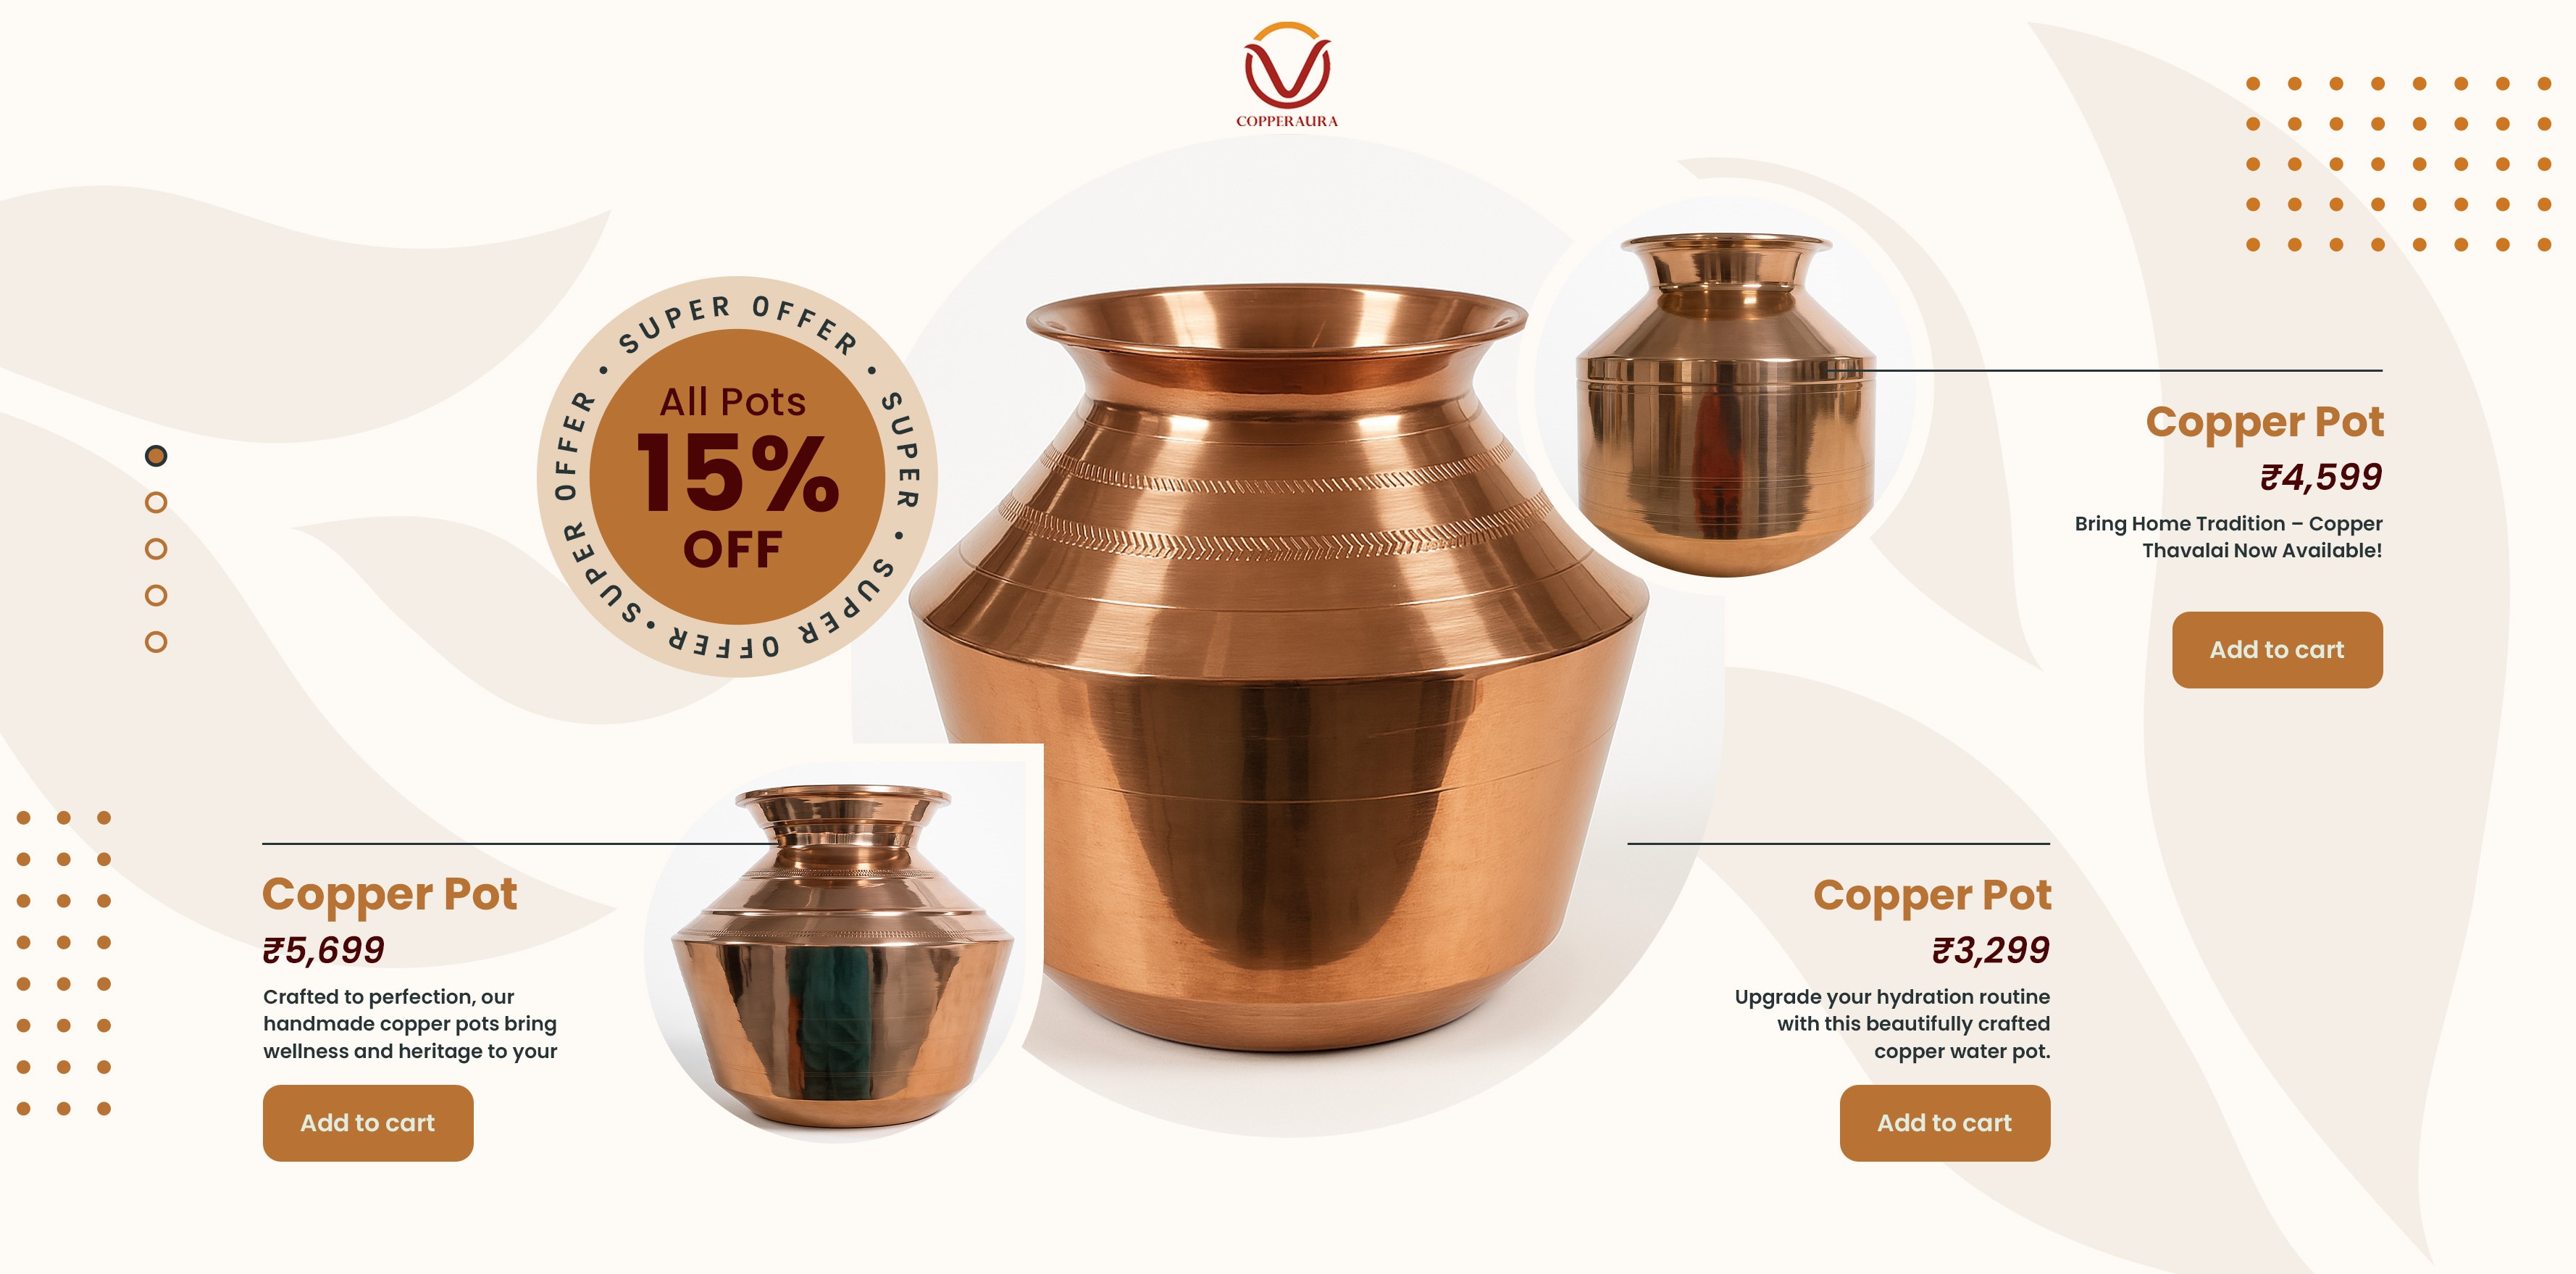 COPPERAURA
SUPER OFFER • SUPER OFFER • SUPER OFFER • SUPER OFFER •
All Pots
15%
OFF
Copper Pot
₹4,599
Bring Home Tradition – Copper
Thavalai Now Available!
Add to cart
Copper Pot
₹5,699
Crafted to perfection, our
handmade copper pots bring
wellness and heritage to your
Add to cart
Copper Pot
₹3,299
Upgrade your hydration routine
with this beautifully crafted
copper water pot.
Add to cart